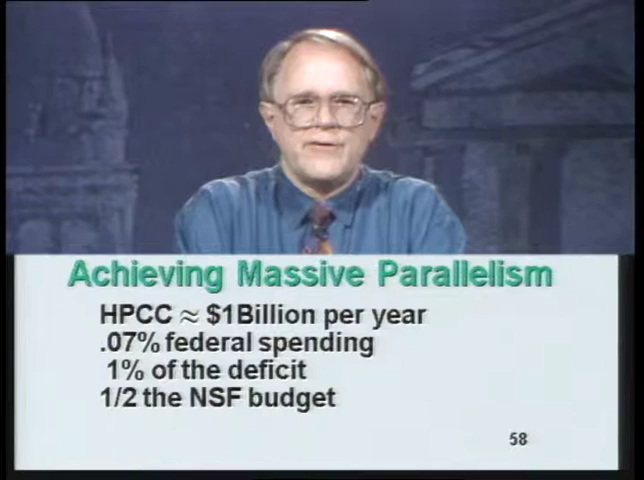 Achieving Massive Parallelism
HPCC ≈ $1Billion per year
.07% federal spending
1% of the deficit
1/2 the NSF budget
58